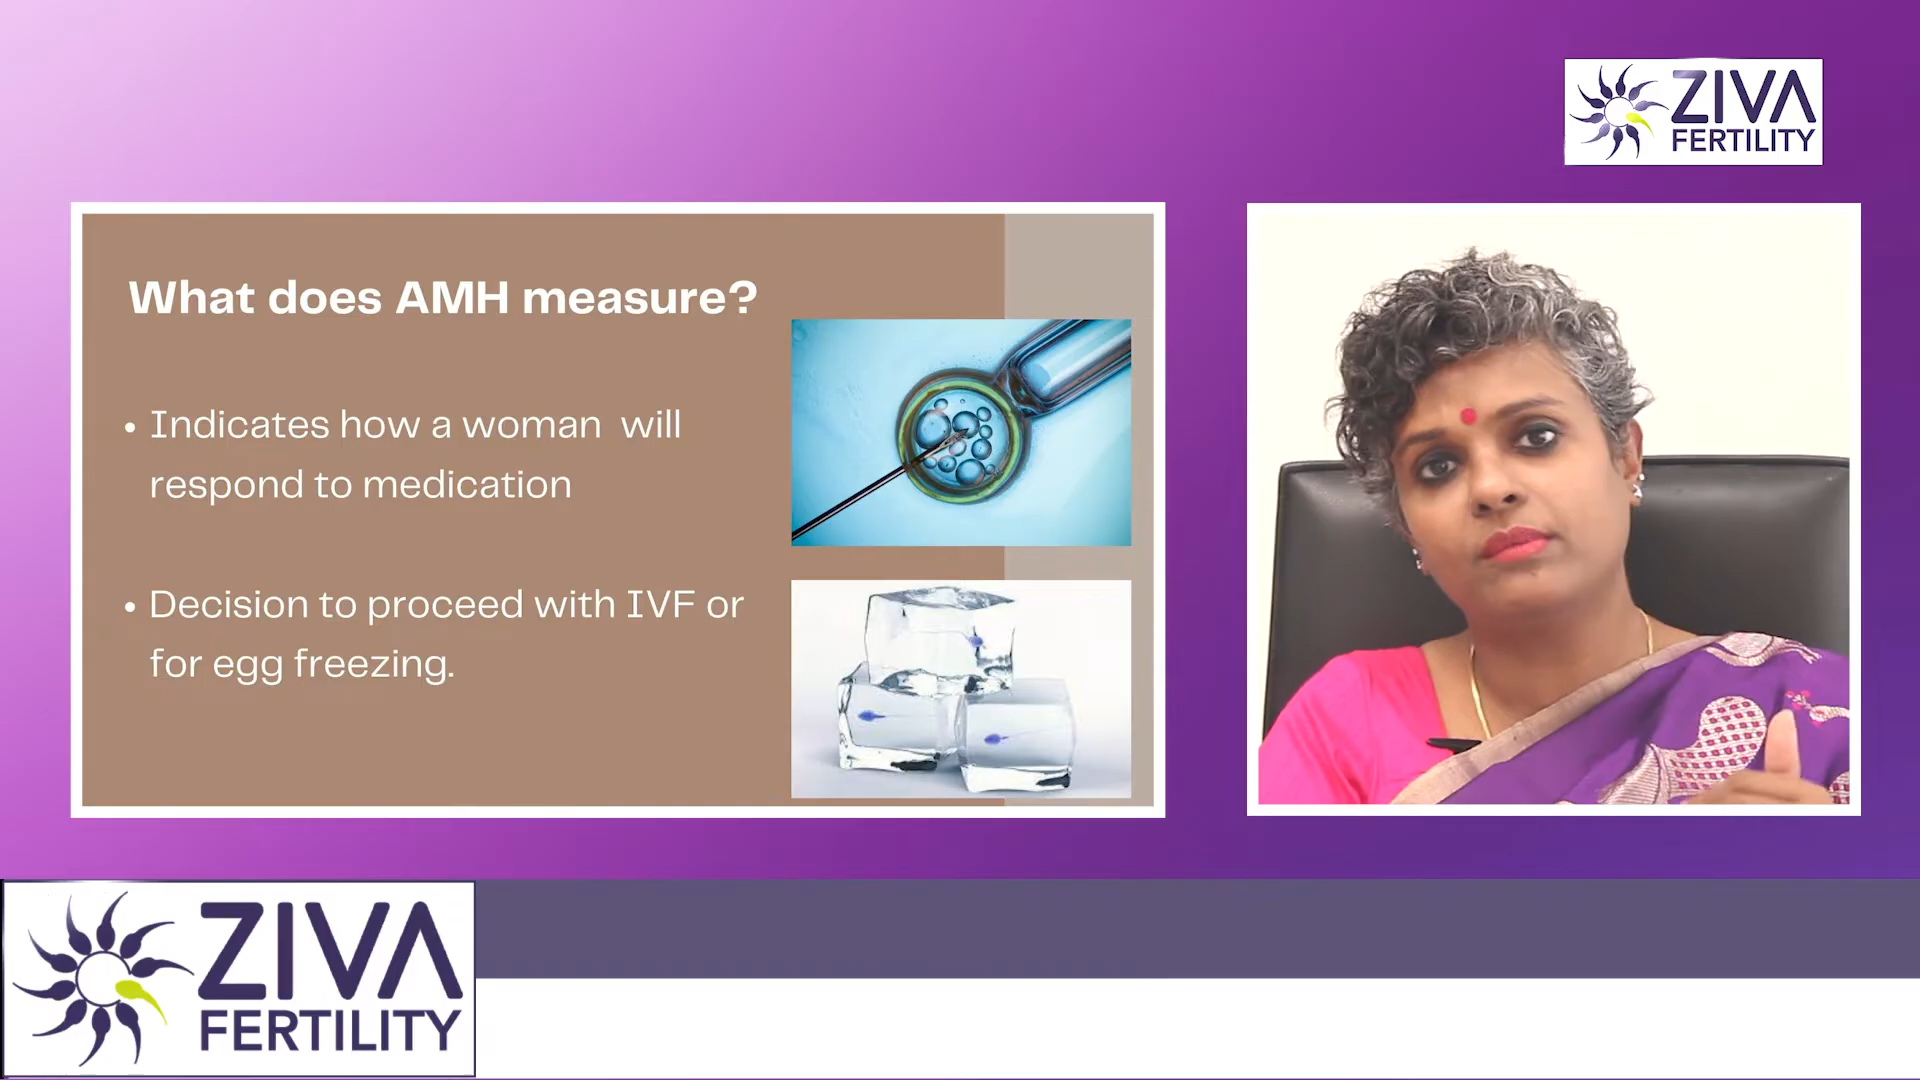 ZIVA
FERTILITY
What does AMH measure?
• Indicates how a woman will
respond to medication
• Decision to proceed with IVF or
for egg freezing.
ZIVA
FERTILITY